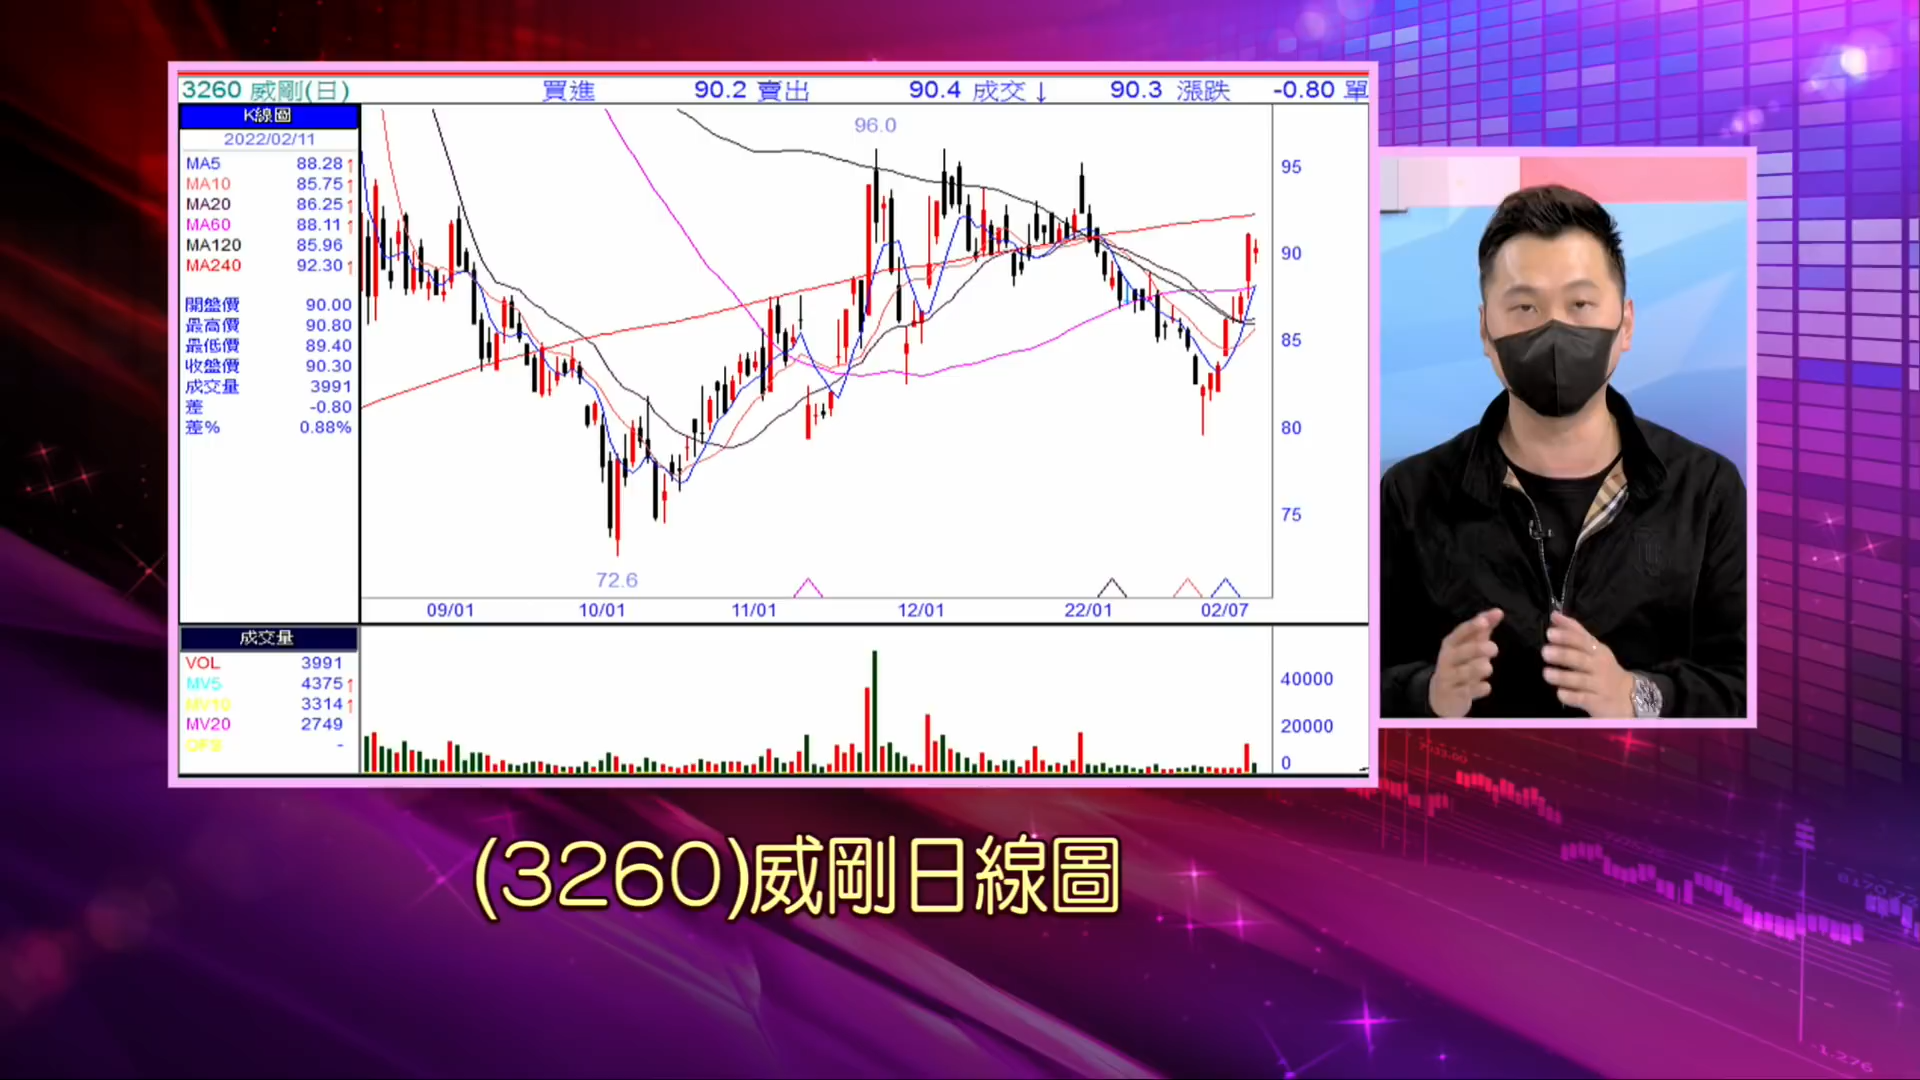 3260 威剛(日) 買進 90.2 賣出 90.4 成交↓ 90.3 漲跌 -0.80 單
K線圖
2022/02/11
MA5 88.28↑
MA10 85.75↑
MA20 86.25↑
MA60 88.11↑
MA120 85.96
MA240 92.30↑
開盤價 90.00
最高價 90.80
最低價 89.40
收盤價 90.30
成交量 3991
差 -0.80
差% 0.88%
96.0
72.6
95
90
85
80
75
09/01 10/01 11/01 12/01 22/01 02/07
成交量
VOL 3991
MV5 4375↑
MV10 3314↑
MV20 2749
40000
20000
0
(3260)威剛日線圖